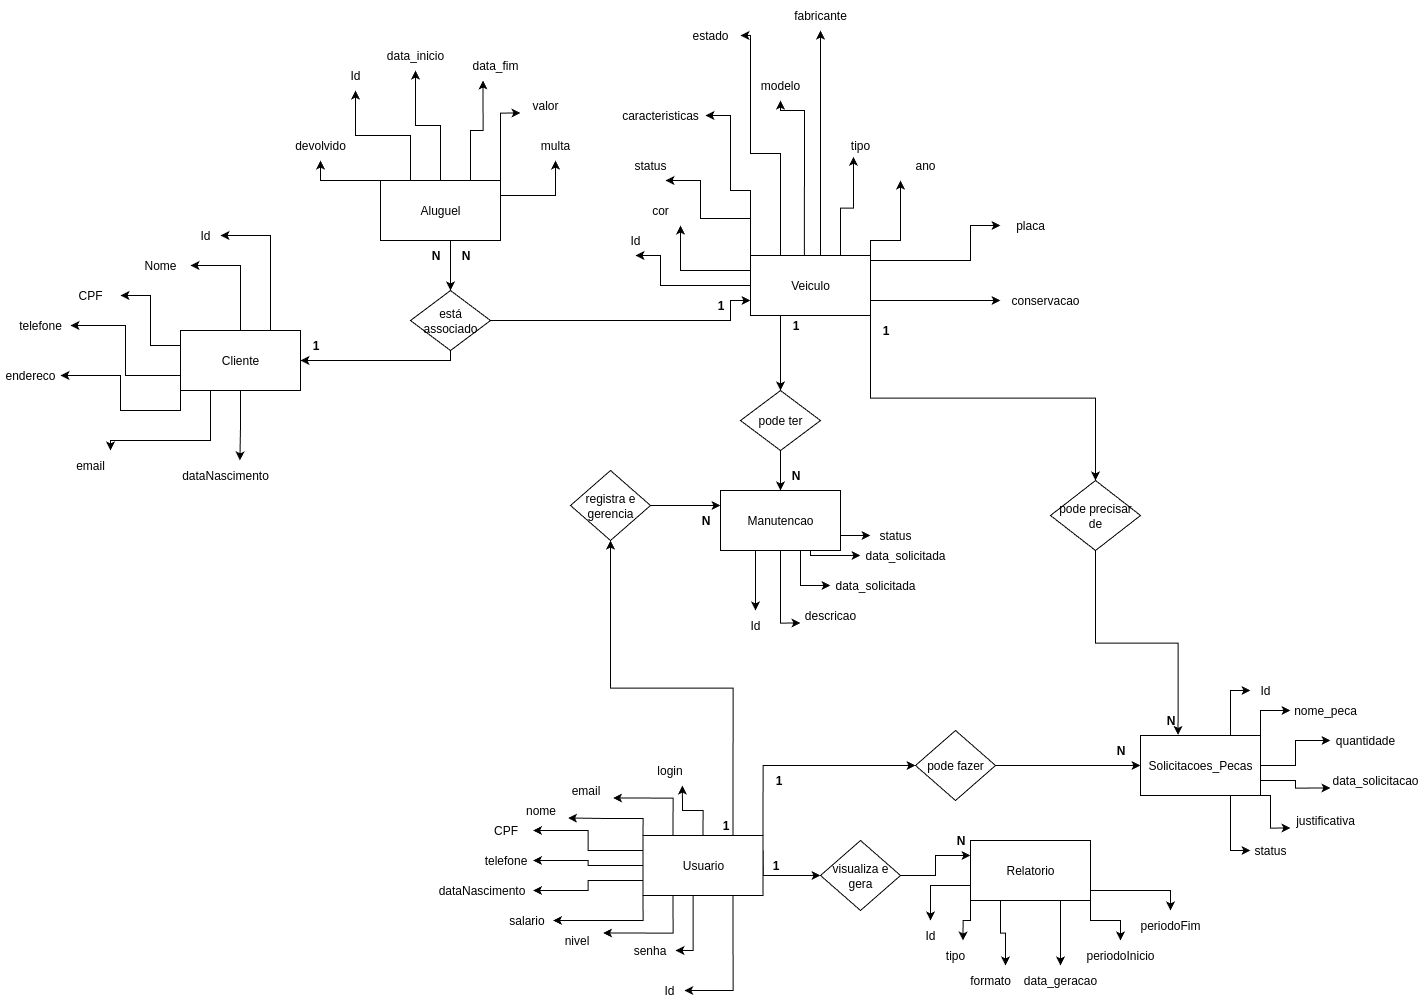 fabricante
estado
data_inicio
data_fim
Id
modelo
valor
caracteristicas
devolvido
multa
tipo
status
ano
Aluguel
cor
placa
Id
Nome
N
N
Id
Veiculo
CPF
conservacao
1
está
associado
telefone
1
1
1
Cliente
endereco
pode ter
email
dataNascimento
N
registra e
gerencia
N
Manutencao
pode precisar
de
status
data_solicitada
data_solicitada
descricao
Id
Id
nome_peca
N
quantidade
N
pode fazer
Solicitacoes_Pecas
login
1
data_solicitacao
email
nome
justificativa
1
CPF
N
status
telefone
Usuario
1
visualiza e
gera
Relatorio
dataNascimento
salario
periodoFim
nivel
Id
senha
tipo
periodoInicio
formato
data_geracao
Id